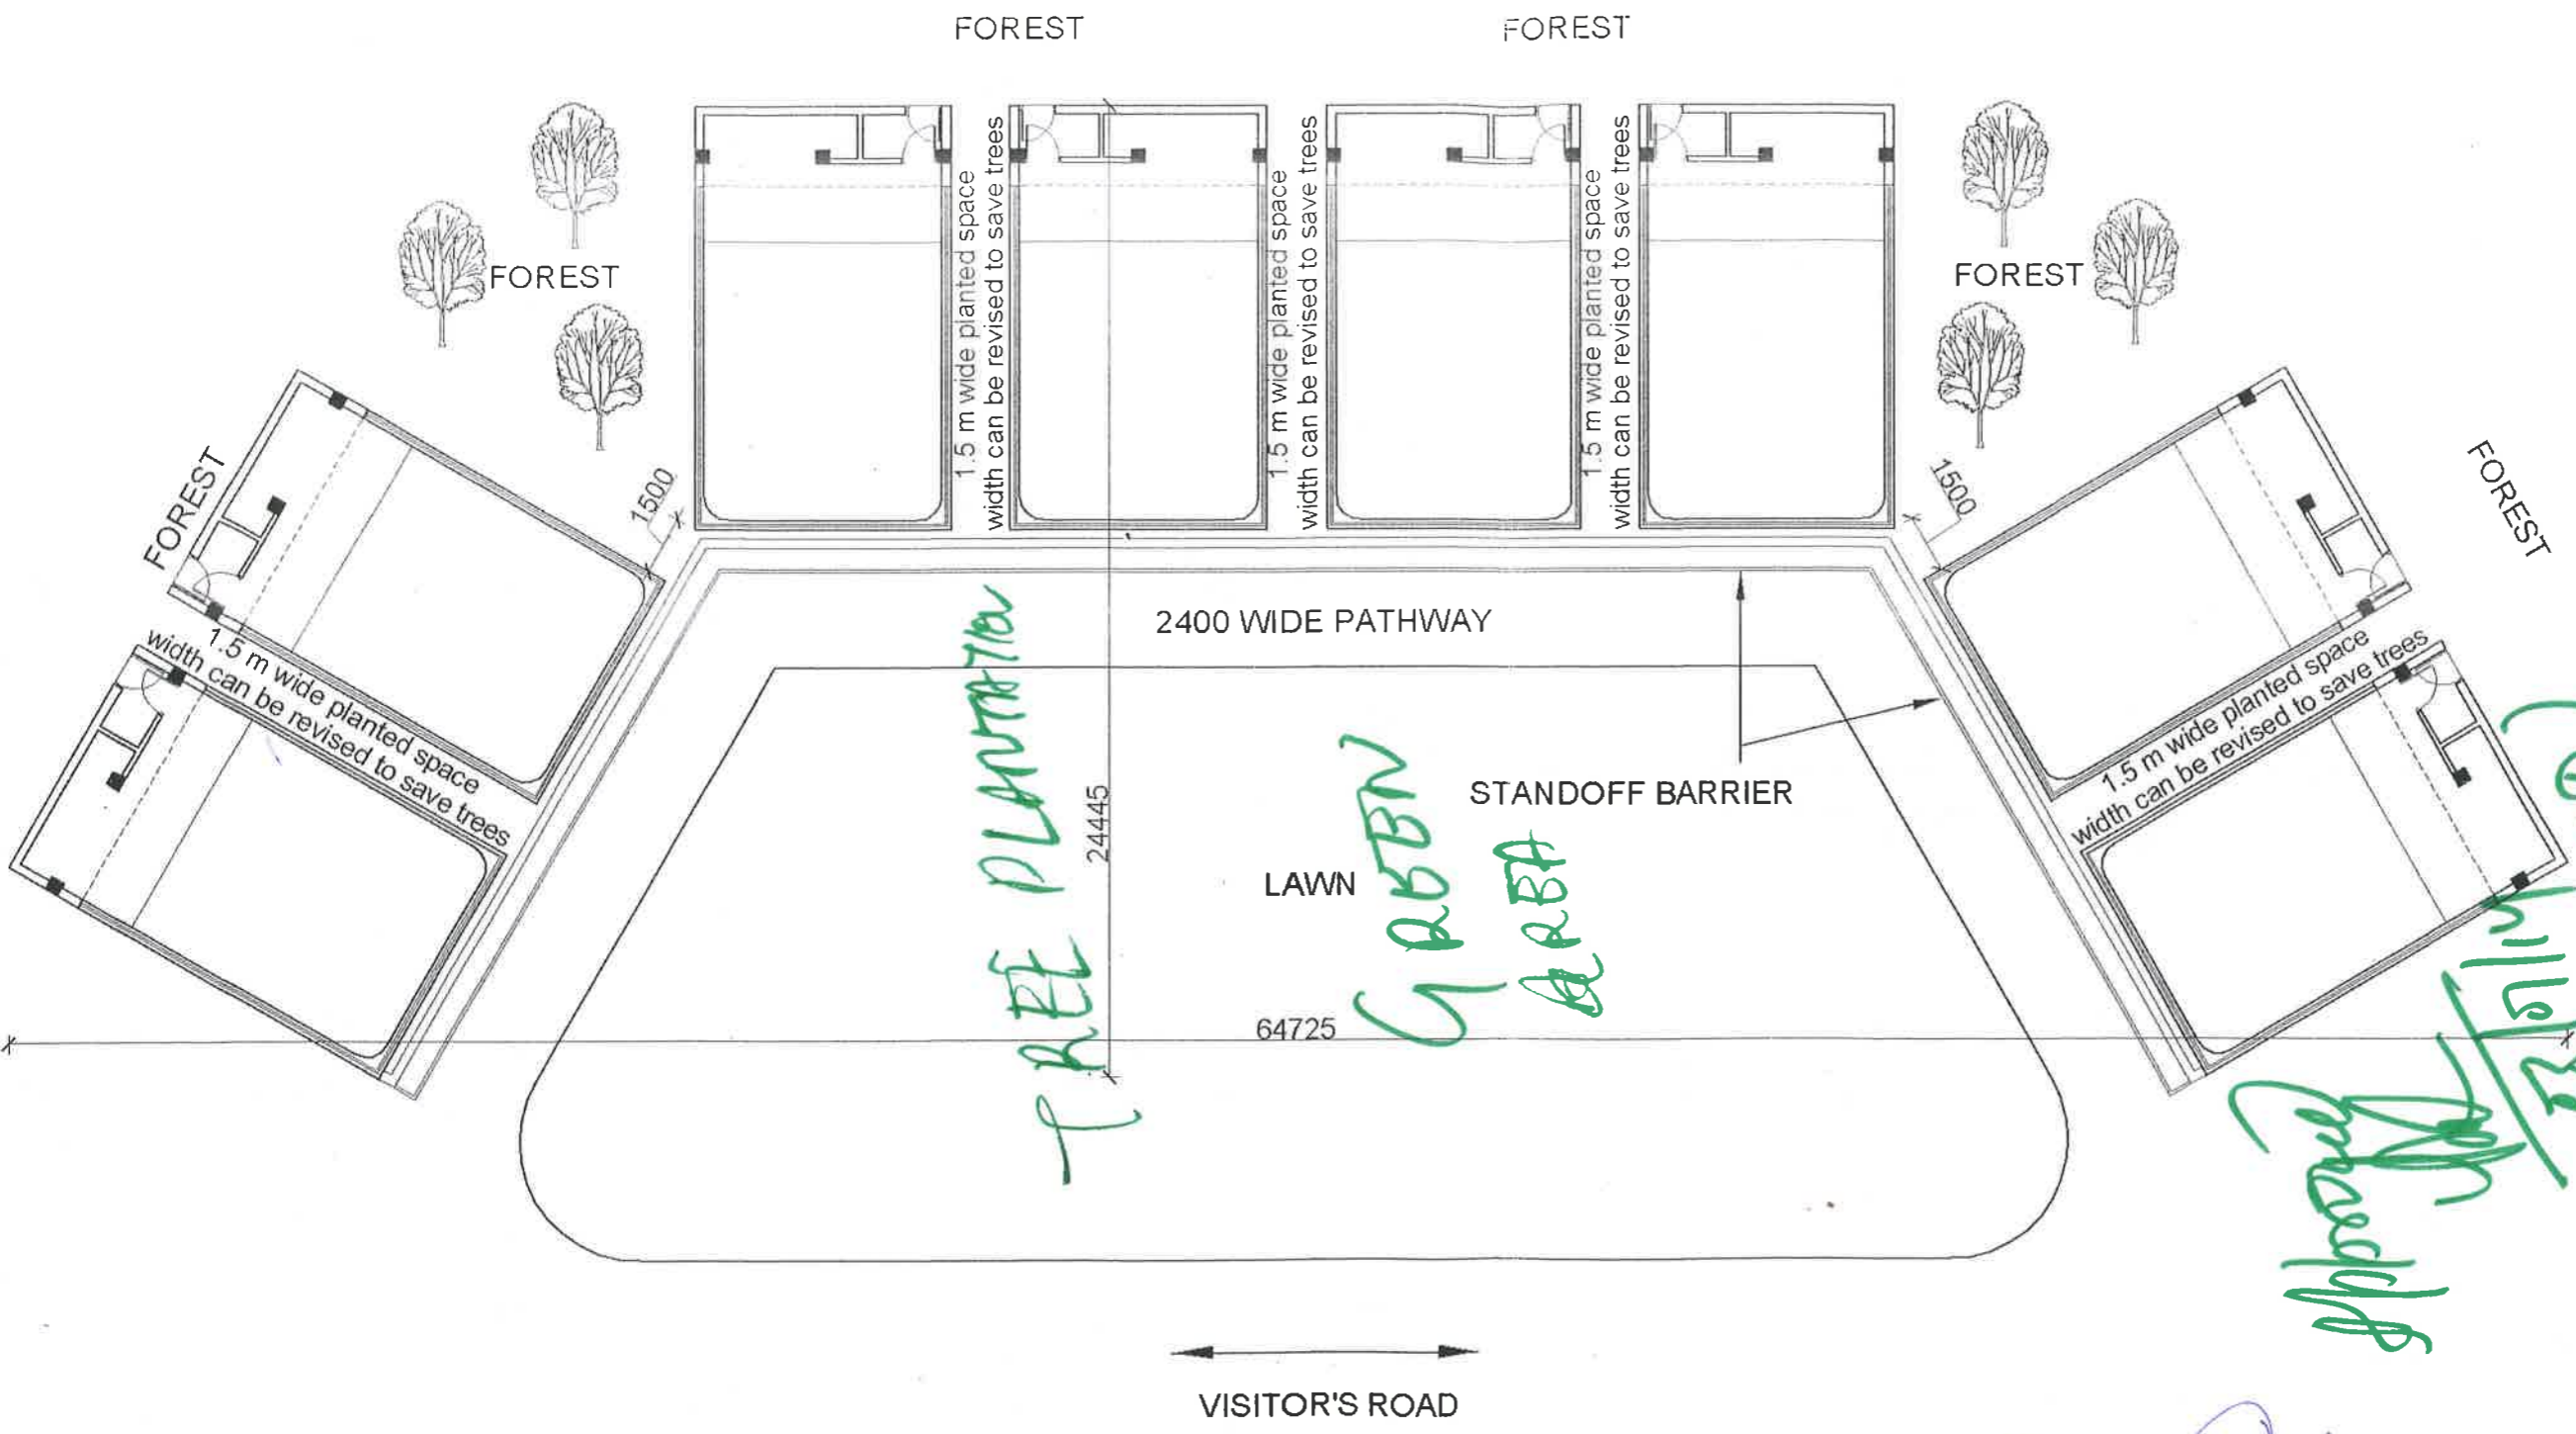 FOREST
FOREST
FOREST
FOREST
FOREST
FOREST
1.5 m wide planted space
width can be revised to save trees
1.5 m wide planted space
width can be revised to save trees
1.5 m wide planted space
width can be revised to save trees
1500
1500
1.5 m wide planted space
width can be revised to save trees
1.5 m wide planted space
width can be revised to save trees
2400 WIDE PATHWAY
STANDOFF BARRIER
24445
LAWN
64725
TREE
GREEN
AREA
VISITOR'S ROAD